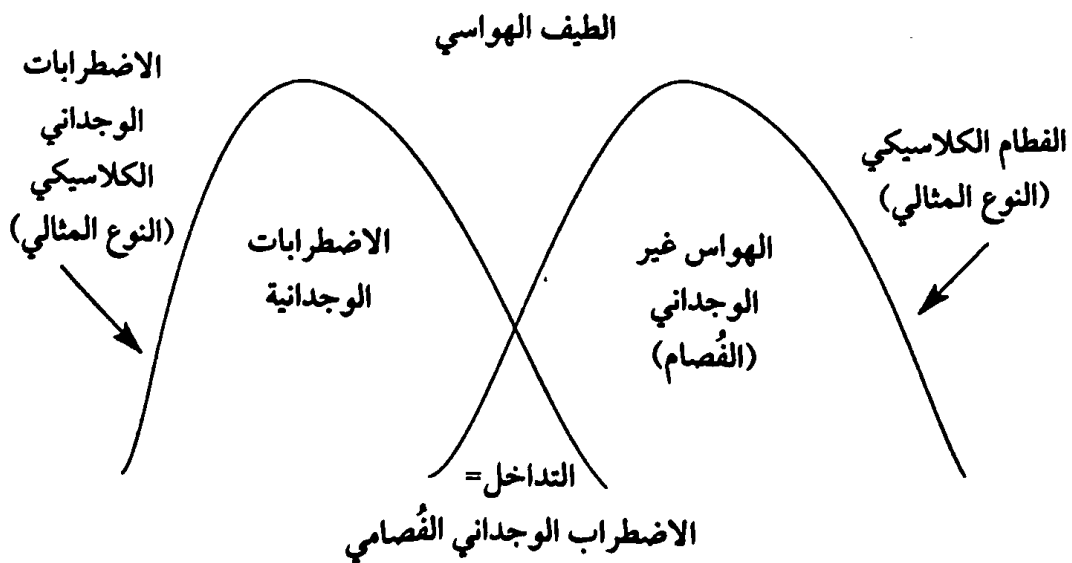 الطيف الهواسي
الاضطرابات
الوجداني
الكلاسيكي
(النوع المثالي)
الفطام الكلاسيكي
(النوع المثالي)
الاضطرابات
الوجدانية
الهواس غير
الوجداني
(الفُصام)
التداخل=
الاضطراب الوجداني الفُصامي